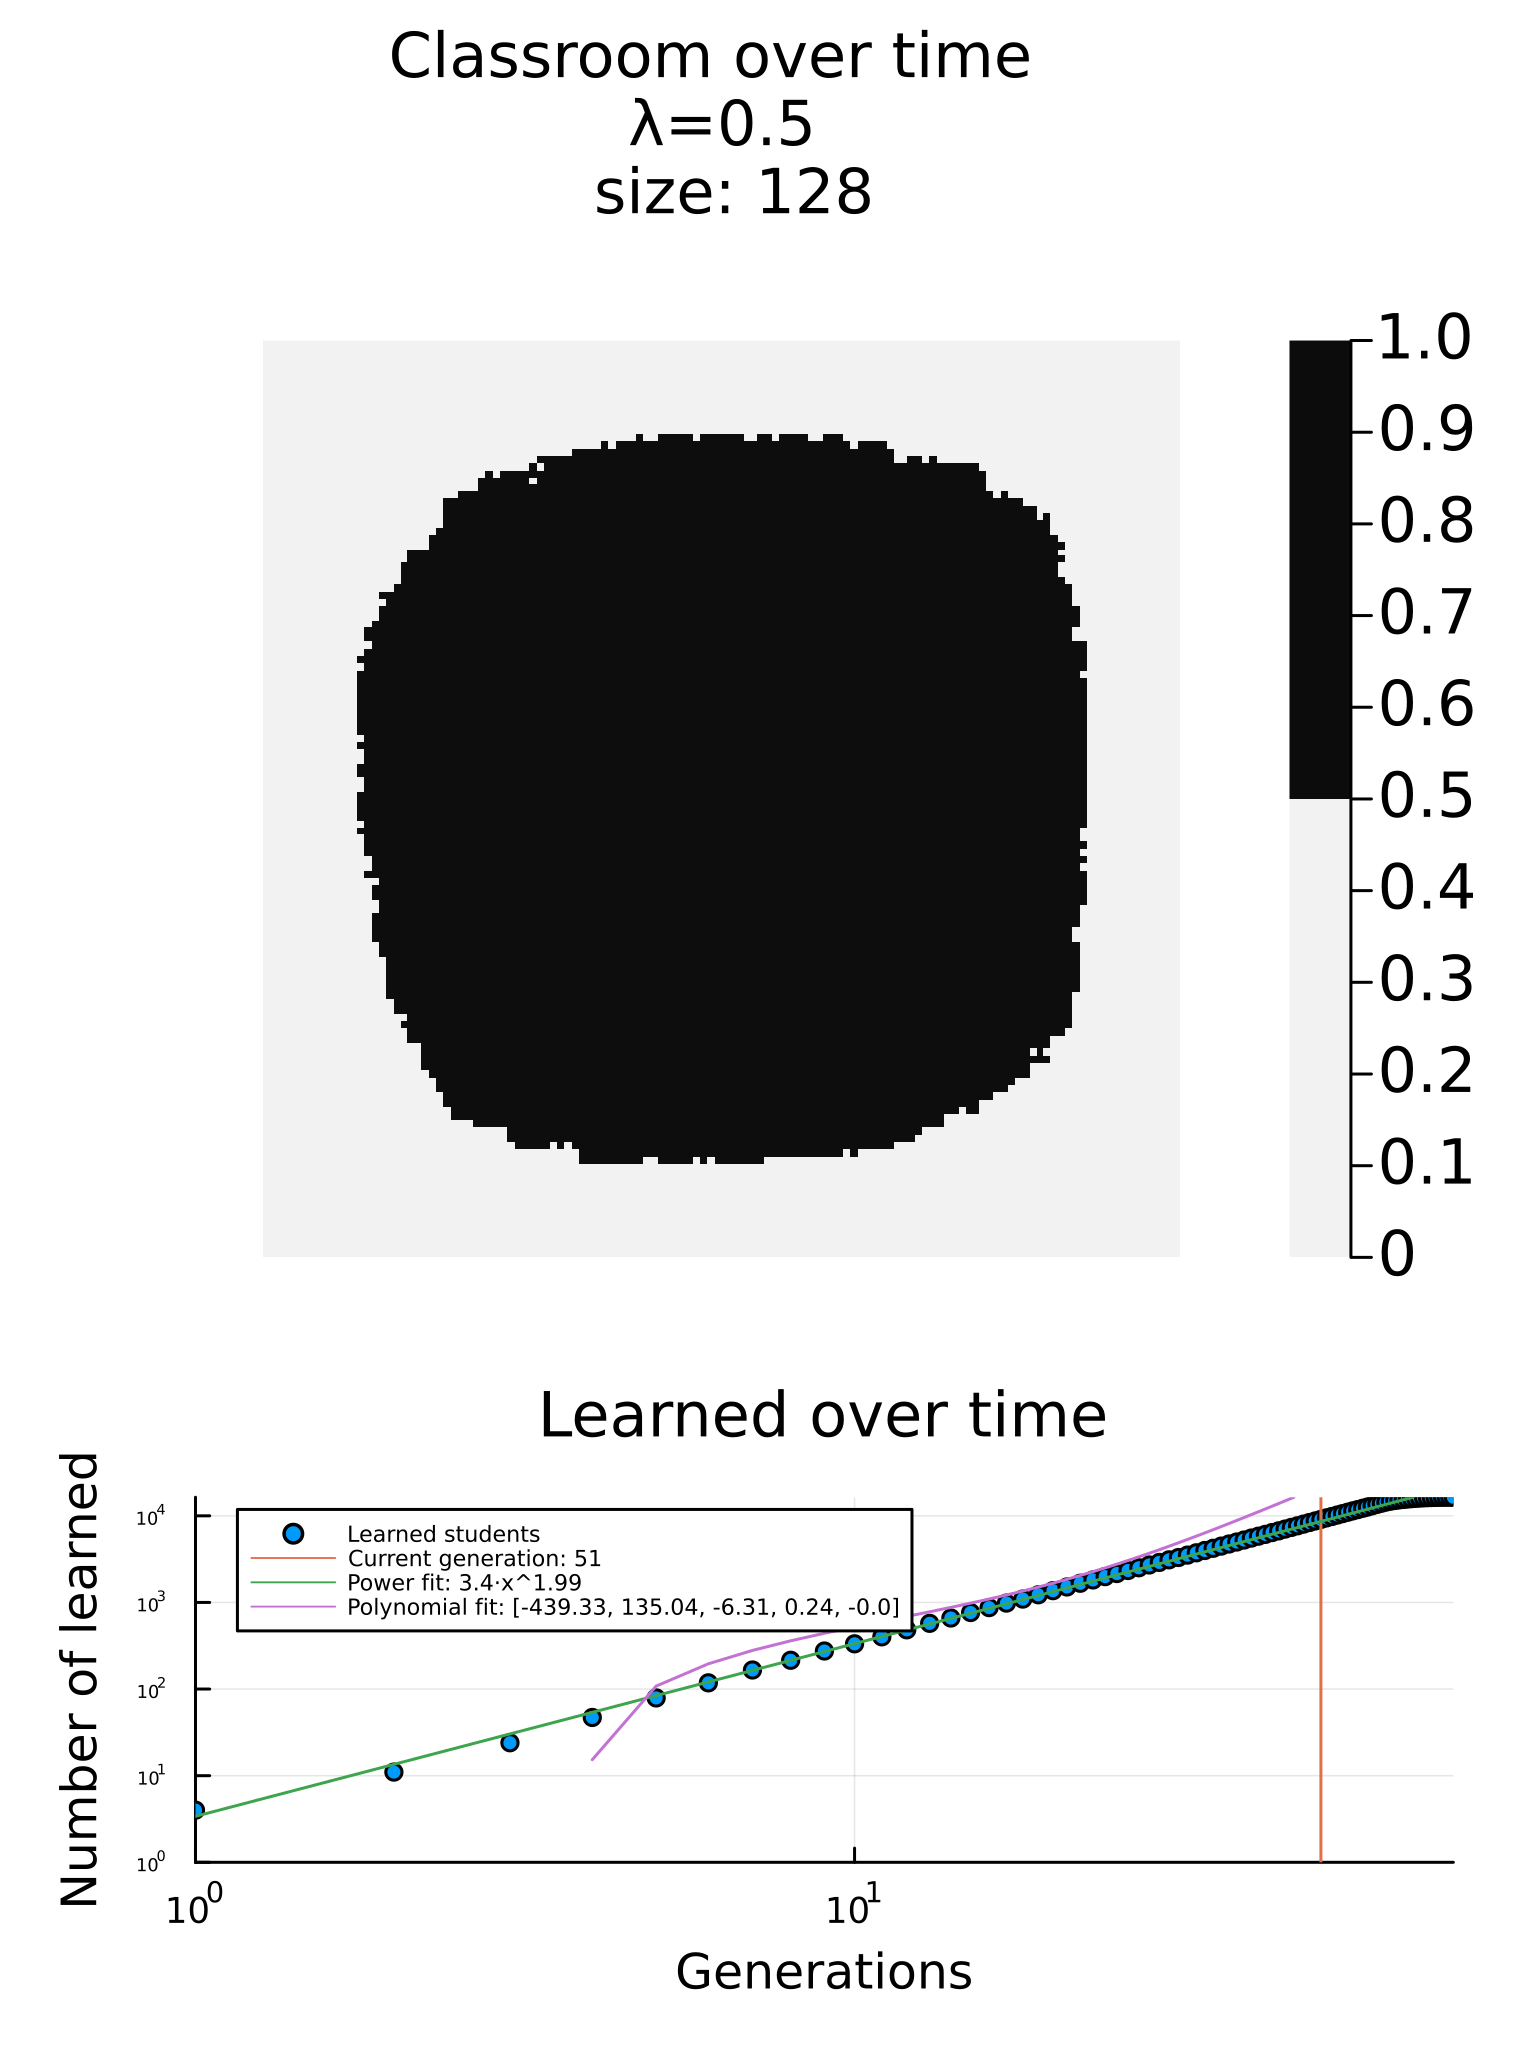 Classroom over time
λ=0.5
size: 128
1.0
0.9
0.8
0.7
0.6
0.5
0.4
0.3
0.2
0.1
0
Learned over time
Number of learned
10^4
10^3
10^2
10^1
10^0
Learned students
Current generation: 51
Power fit: 3.4·x^1.99
Polynomial fit: [-439.33, 135.04, -6.31, 0.24, -0.0]
10^0
10^1
Generations